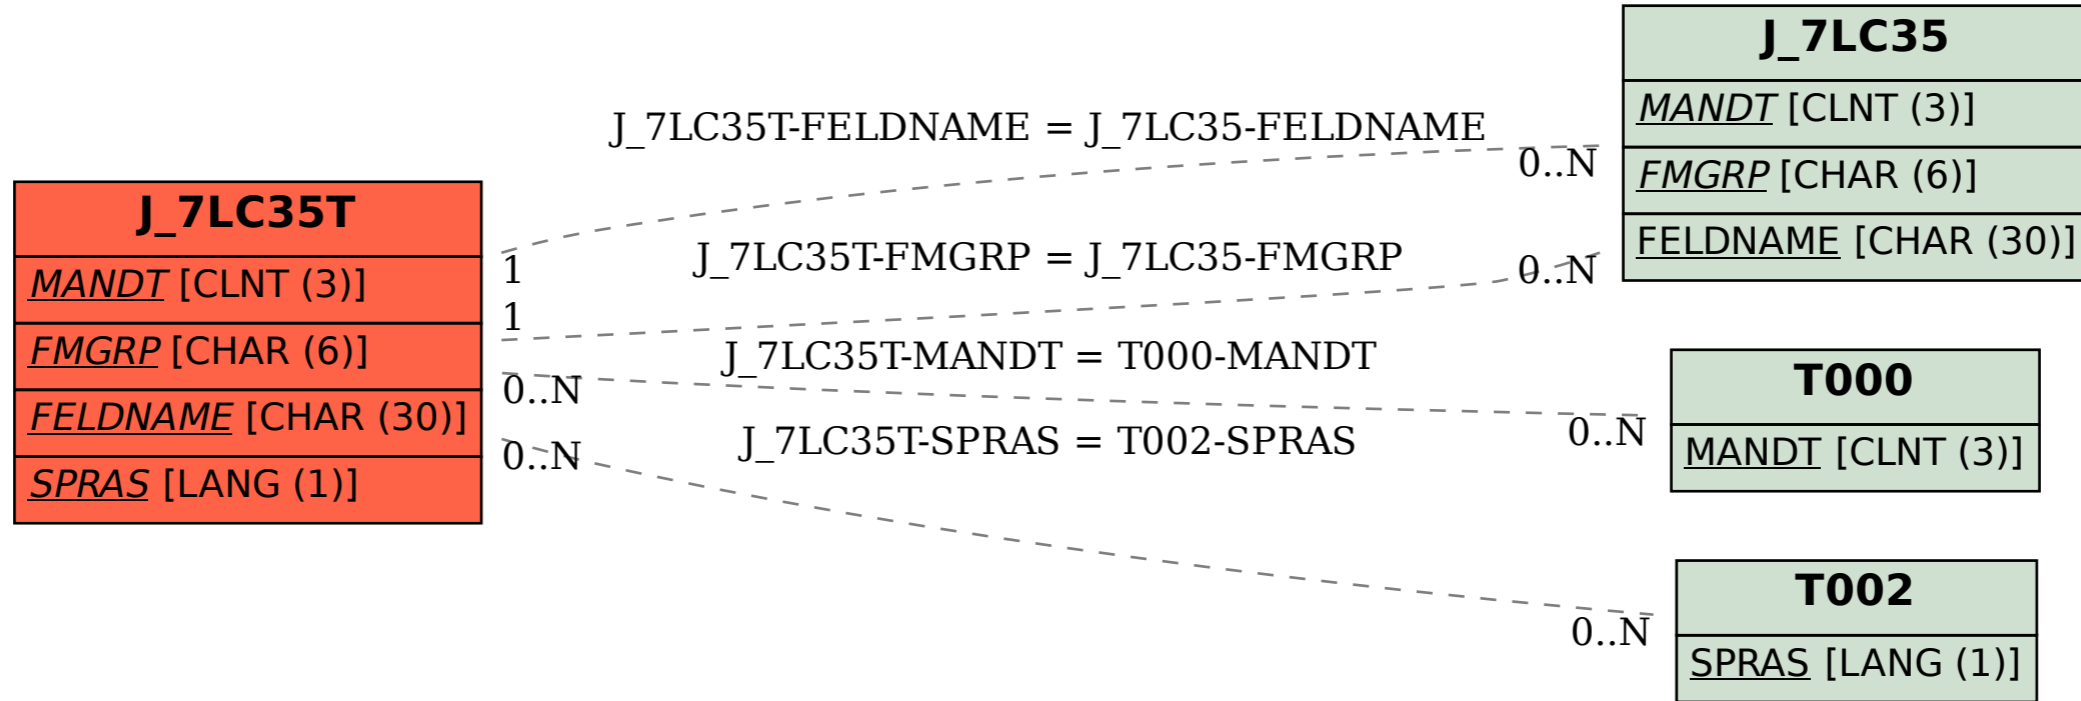 J_7LC35T
MANDT [CLNT (3)]
FMGRP [CHAR (6)]
FELDNAME [CHAR (30)]
SPRAS [LANG (1)]
J_7LC35T-FELDNAME = J_7LC35-FELDNAME
1
0..N
J_7LC35T-FMGRP = J_7LC35-FMGRP
1
0..N
J_7LC35T-MANDT = T000-MANDT
0..N
0..N
J_7LC35T-SPRAS = T002-SPRAS
0..N
0..N
J_7LC35
MANDT [CLNT (3)]
FMGRP [CHAR (6)]
FELDNAME [CHAR (30)]
T000
MANDT [CLNT (3)]
T002
SPRAS [LANG (1)]